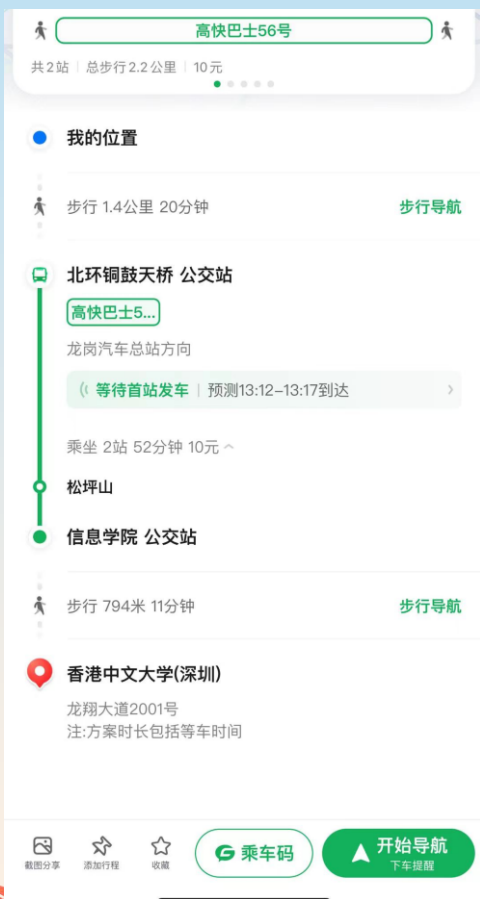 高快巴士56号
共2站 | 总步行2.2公里 | 10元
我的位置
步行 1.4公里 20分钟 步行导航
北环铜鼓天桥 公交站
高快巴士5...
龙岗汽车总站方向
等待首站发车 | 预测13:12-13:17到达
乘坐 2站 52分钟 10元
松坪山
信息学院 公交站
步行 794米 11分钟 步行导航
香港中文大学(深圳)
龙翔大道2001号
注:方案时长包括等车时间
截图分享 添加行程 收藏 乘车码 开始导航
下车提醒